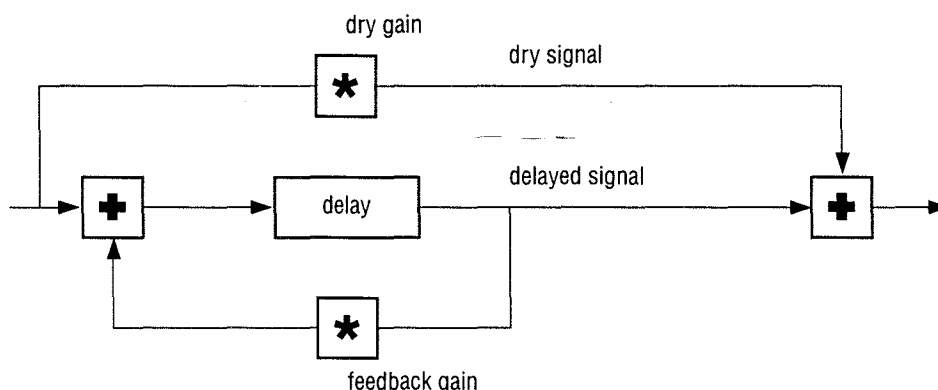 dry gain
*
dry signal
+
delay
delayed signal
+
*
feedback gain